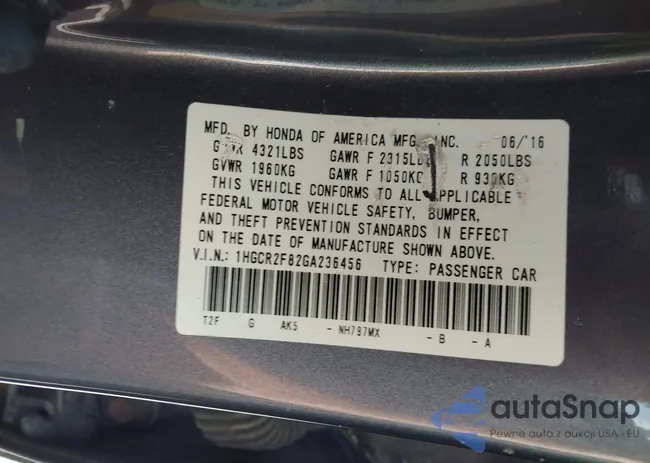 MFD. BY HONDA OF AMERICA MFG. INC. 06/'16
GVWR 4321LBS GAWR F 2315LBS R 2050LBS
GVWR 1960KG GAWR F 1050KG R 930KG
THIS VEHICLE CONFORMS TO ALL APPLICABLE
FEDERAL MOTOR VEHICLE SAFETY, BUMPER,
AND THEFT PREVENTION STANDARDS IN EFFECT
ON THE DATE OF MANUFACTURE SHOWN ABOVE.
V.I.N.: 1HGCR2F82GA236456 TYPE: PASSENGER CAR
T2F G AK5 - NH797MX - B - A
autaSnap
Pewne auta z aukcji USA i EU